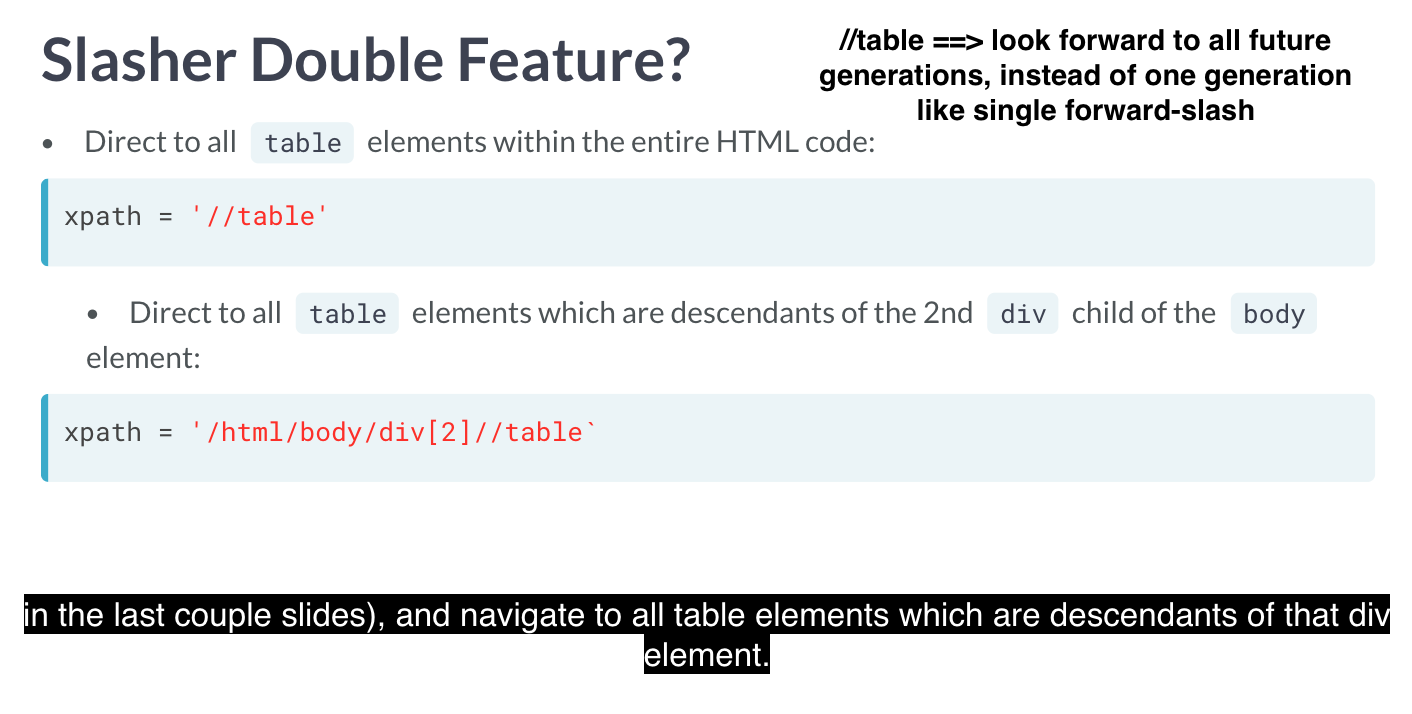 Slasher Double Feature?
//table ==> look forward to all future
generations, instead of one generation
like single forward-slash
• Direct to all table elements within the entire HTML code:
xpath = '//table'
• Direct to all table elements which are descendants of the 2nd div child of the body
element:
xpath = '/html/body/div[2]//table`
in the last couple slides), and navigate to all table elements which are descendants of that div
element.